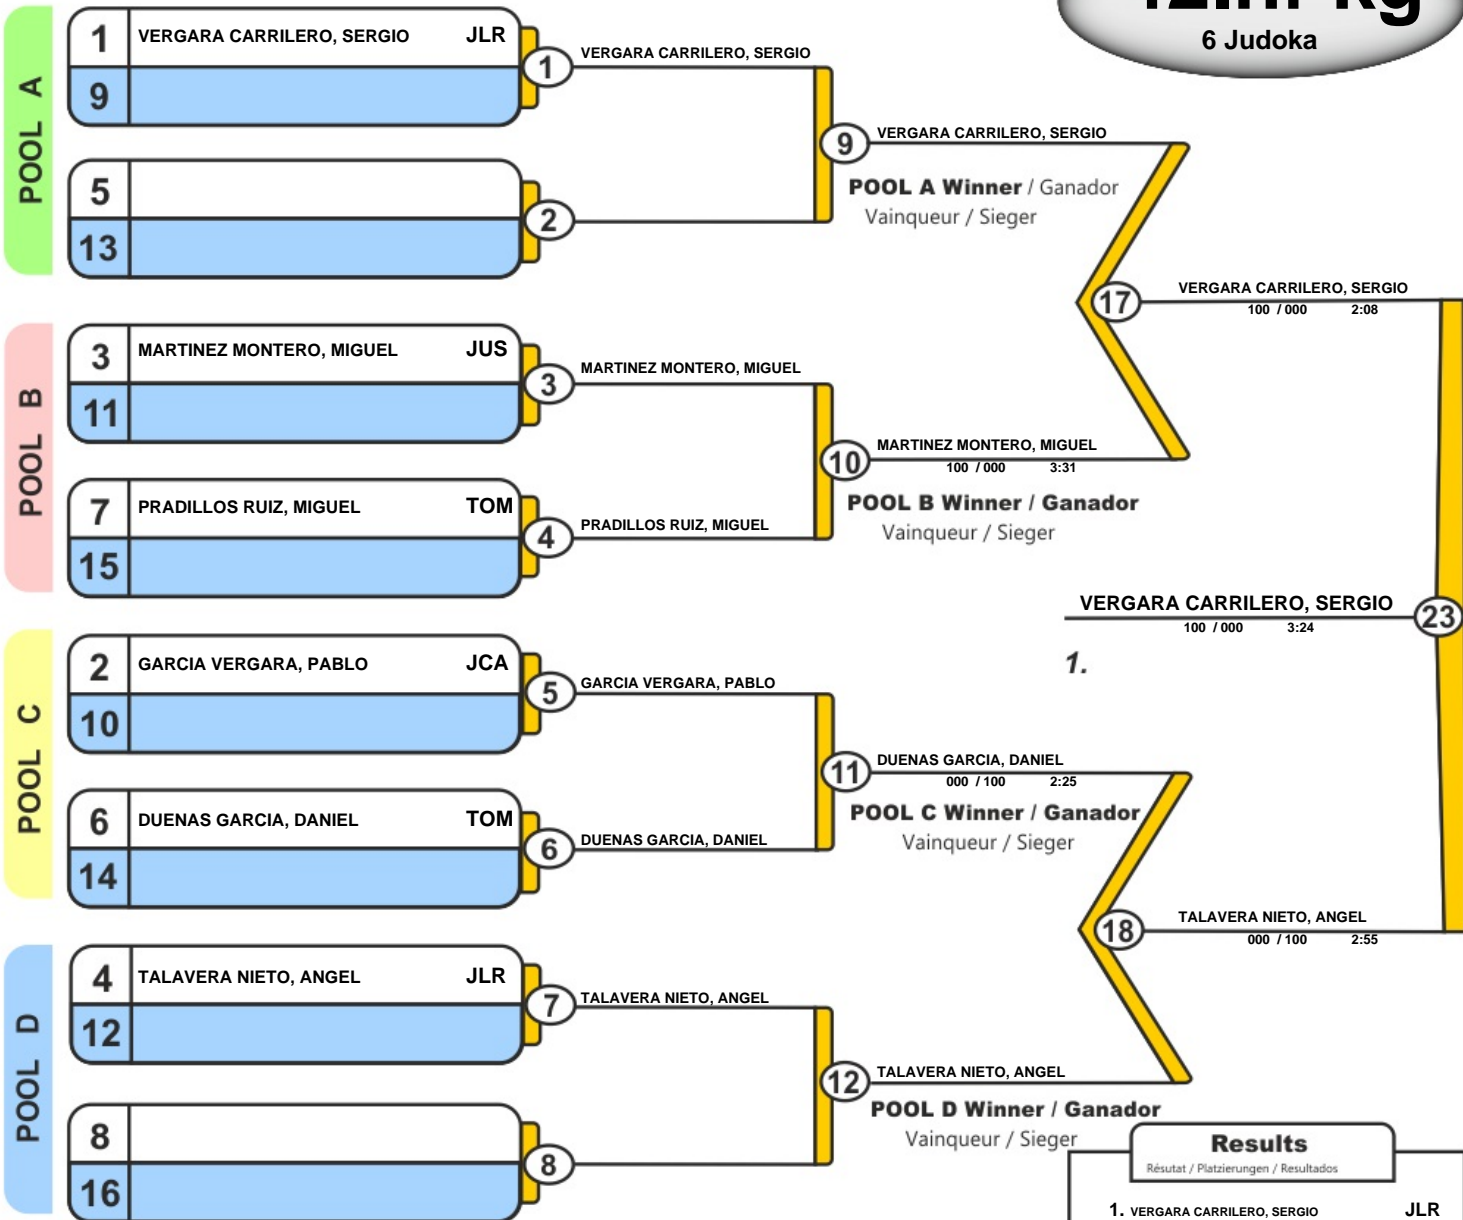 6 Judoka
POOL A
1 VERGARA CARRILERO, SERGIO JLR
9
5
13
1
VERGARA CARRILERO, SERGIO
2
9
VERGARA CARRILERO, SERGIO
POOL A Winner / Ganador
Vainqueur / Sieger
POOL B
3 MARTINEZ MONTERO, MIGUEL JUS
11
7 PRADILLOS RUIZ, MIGUEL TOM
15
3
MARTINEZ MONTERO, MIGUEL
4
PRADILLOS RUIZ, MIGUEL
10
MARTINEZ MONTERO, MIGUEL
100 / 000 3:31
POOL B Winner / Ganador
Vainqueur / Sieger
17
VERGARA CARRILERO, SERGIO
100 / 000 2:08
VERGARA CARRILERO, SERGIO
23
100 / 000 3:24
1.
POOL C
2 GARCIA VERGARA, PABLO JCA
10
6 DUENAS GARCIA, DANIEL TOM
14
5
GARCIA VERGARA, PABLO
6
DUENAS GARCIA, DANIEL
11
DUENAS GARCIA, DANIEL
000 / 100 2:25
POOL C Winner / Ganador
Vainqueur / Sieger
POOL D
4 TALAVERA NIETO, ANGEL JLR
12
8
16
7
TALAVERA NIETO, ANGEL
8
12
TALAVERA NIETO, ANGEL
POOL D Winner / Ganador
Vainqueur / Sieger
18
TALAVERA NIETO, ANGEL
000 / 100 2:55
Results
Résutat / Platzierungen / Resultados
1. VERGARA CARRILERO, SERGIO JLR